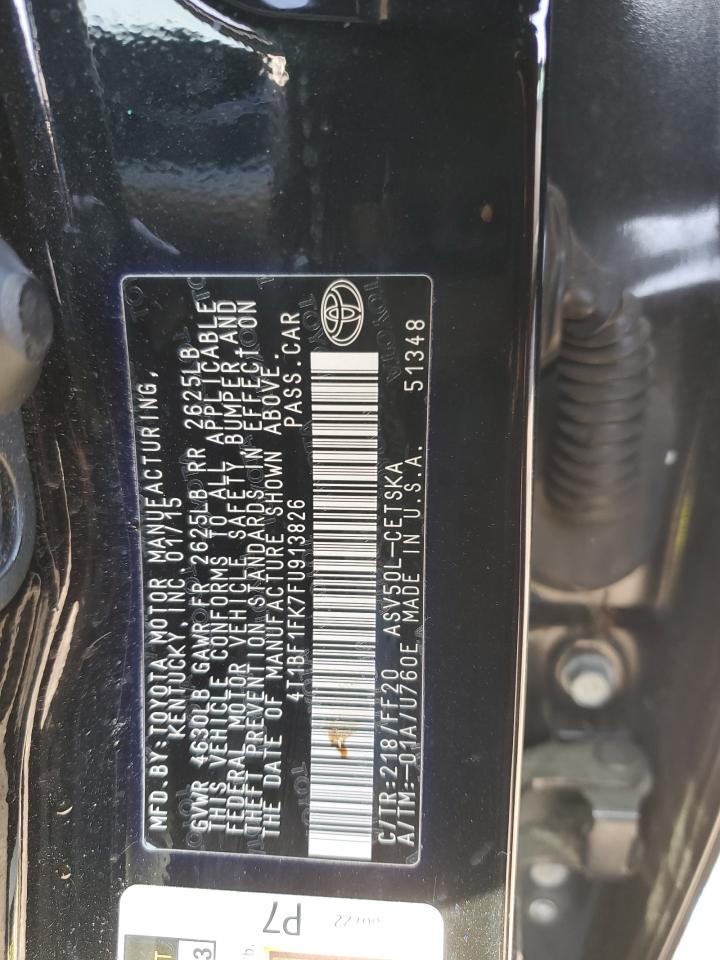 MFD. BY: TOYOTA MOTOR MANUFACTURING,
KENTUCKY INC. 01/15
GVWR 4630LB GAWR, FR 2625LB RR 2625LB
THIS VEHICLE CONFORMS TO ALL APPLICABLE
FEDERAL MOTOR VEHICLE SAFETY, BUMPER, AND
THEFT PREVENTION STANDARDS IN EFFECT ON
THE DATE OF MANUFACTURE SHOWN ABOVE.
4T1BF1FK7FU913826 PASS. CAR
C/TR:218/FF20 ASV50L-CETSKA
A/TM:-01A/U760E MADE IN U.S.A. 51348
P7
3